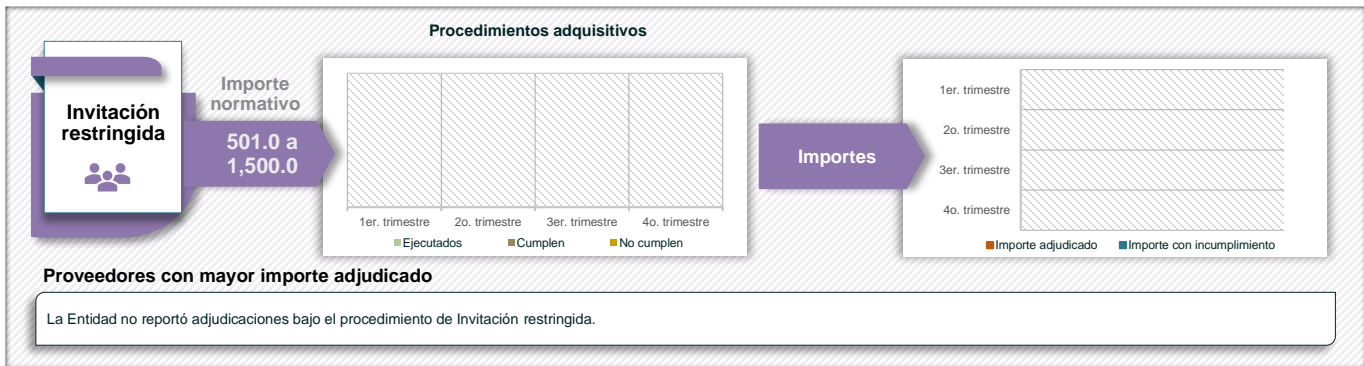 Procedimientos adquisitivos
Invitación
restringida
Importe
normativo
501.0 a
1,500.0
1er. trimestre 2o. trimestre 3er. trimestre 4o. trimestre
Ejecutados Cumplen No cumplen
Importes
1er. trimestre
2o. trimestre
3er. trimestre
4o. trimestre
Importe adjudicado Importe con incumplimiento
Proveedores con mayor importe adjudicado
La Entidad no reportó adjudicaciones bajo el procedimiento de Invitación restringida.